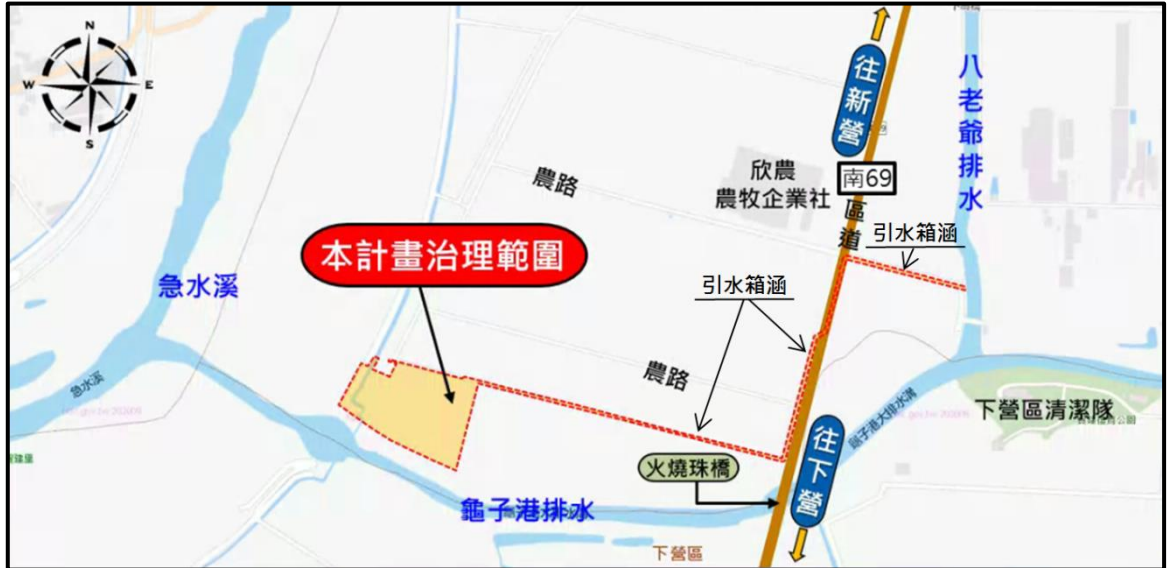 N
W
E
S
往新營
八老爺排水
農路
欣農
農牧企業社
南69
區道
引水箱涵
本計畫治理範圍
引水箱涵
急水溪
農路
急水溪
龜子港大排水溝
下營區清潔隊
往下營
火燒珠橋
龜子港排水
下營區